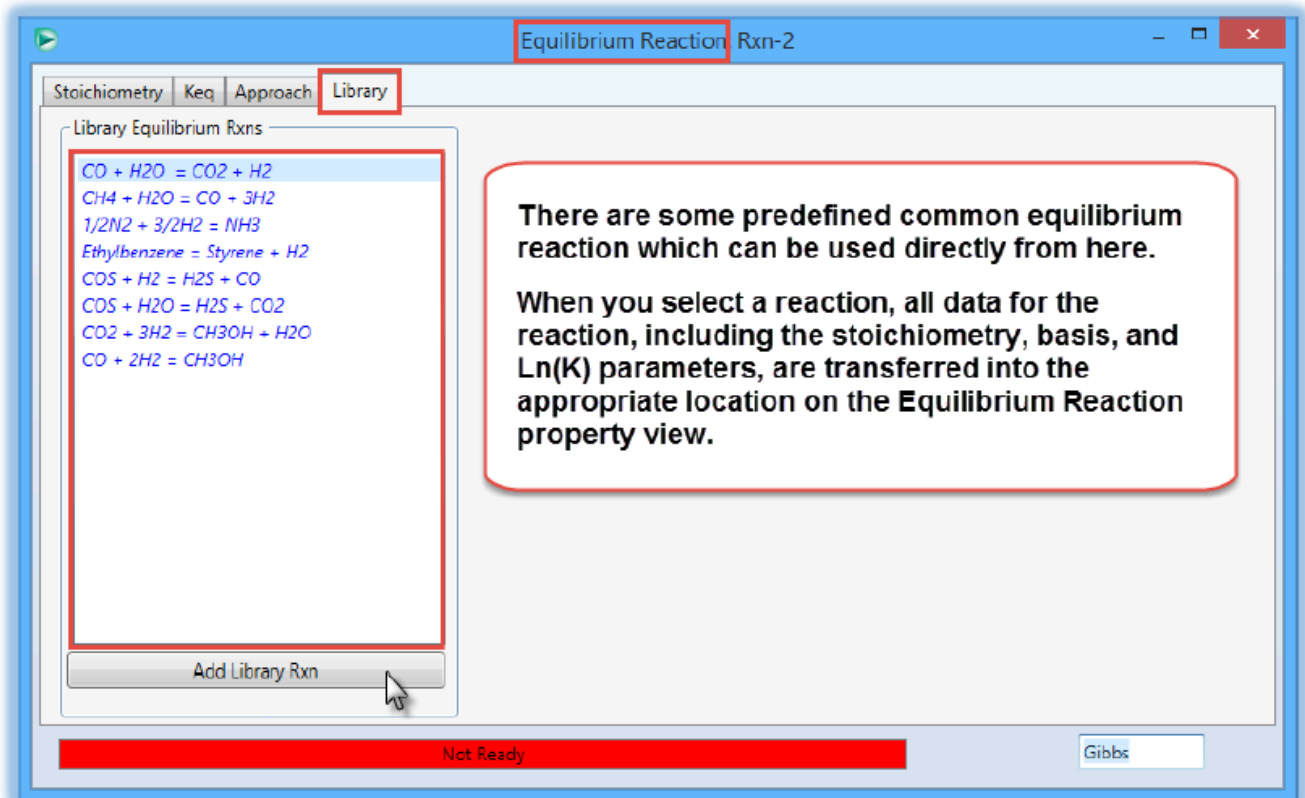 Equilibrium Reaction: Rxn-2
Stoichiometry Keq Approach Library
Library Equilibrium Rxns
CO + H2O = CO2 + H2
CH4 + H2O = CO + 3H2
1/2N2 + 3/2H2 = NH3
Ethylbenzene = Styrene + H2
COS + H2 = H2S + CO
COS + H2O = H2S + CO2
CO2 + 3H2 = CH3OH + H2O
CO + 2H2 = CH3OH
Add Library Rxn
There are some predefined common equilibrium
reaction which can be used directly from here.
When you select a reaction, all data for the
reaction, including the stoichiometry, basis, and
Ln(K) parameters, are transferred into the
appropriate location on the Equilibrium Reaction
property view.
Not Ready
Gibbs